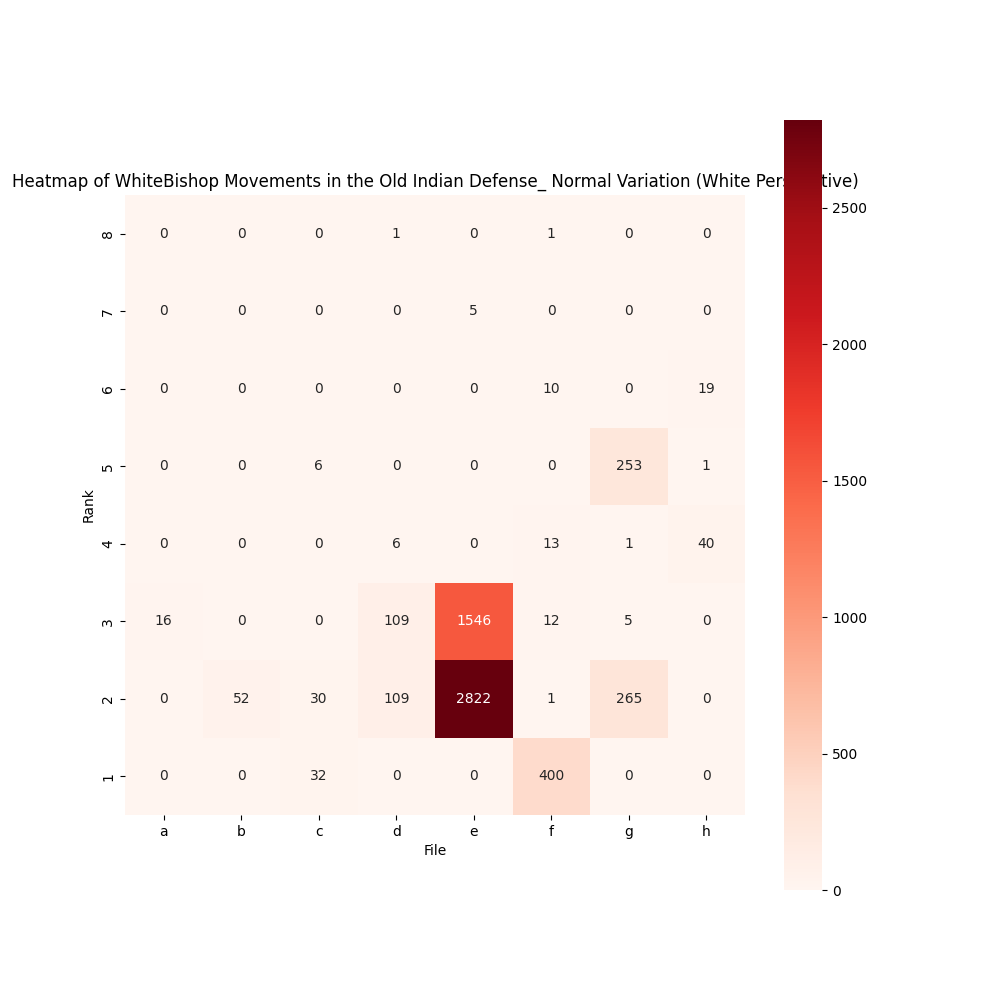 Heatmap of WhiteBishop Movements in the Old Indian Defense_ Normal Variation (White Pers tive)
2500
8 0 0 0 1 0 1 0 0
7 0 0 0 0 5 0 0 0
2000
6 0 0 0 0 0 10 0 19
5 0 0 6 0 0 0 253 1
1500
Rank
4 0 0 0 6 0 13 1 40
1000
3 16 0 0 109 1546 12 5 0
2 0 52 30 109 2822 1 265 0
500
1 0 0 32 0 0 400 0 0
a b c d e f g h
File
0